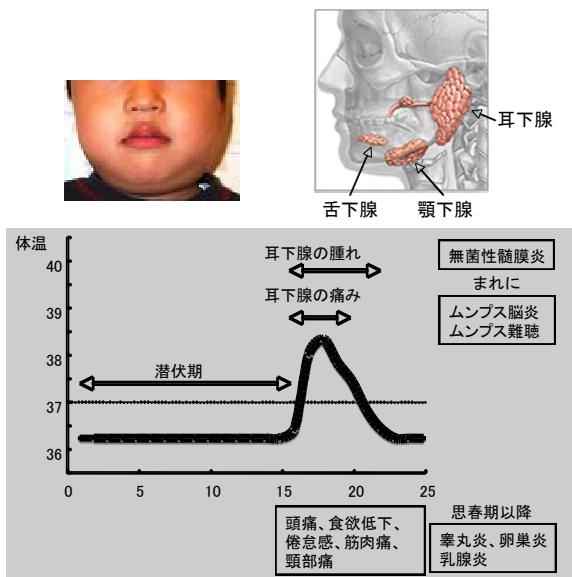 耳下腺
舌下腺
顎下腺
体温
40
39
38
37
36
0
5
10
15
20
25
耳下腺の腫れ
耳下腺の痛み
潜伏期
無菌性髄膜炎
まれに
ムンプス脳炎
ムンプス難聴
頭痛、食欲低下、
倦怠感、筋肉痛、
頸部痛
思春期以降
睾丸炎、卵巣炎
乳腺炎